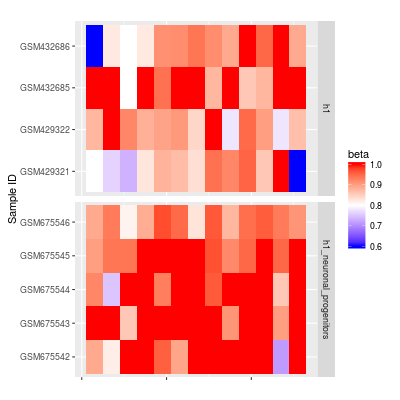 GSM432686
GSM432685
GSM429322
GSM429321
GSM675546
GSM675545
GSM675544
GSM675543
GSM675542
Sample ID
h1
h1_neuronal_progenitors
beta
1.0
0.9
0.8
0.7
0.6